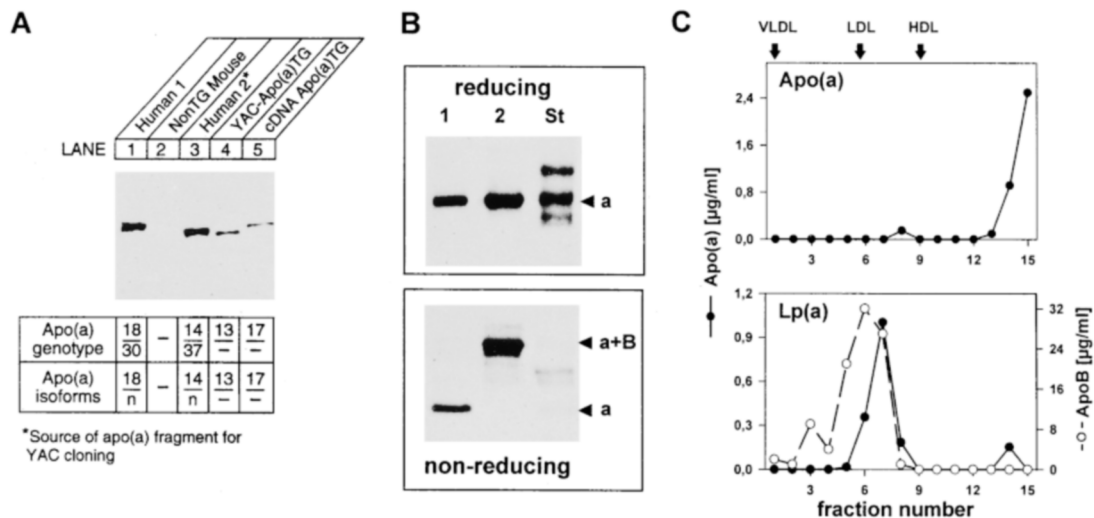 A
Human 1
NonTG Mouse
Human 2*
YAC-Apo(a)TG
cDNA Apo(a)TG
LANE 1 2 3 4 5
Apo(a) genotype 18/30 – 14/37 13/– 17/–
Apo(a) isoforms 18/n – 14/n 13/– 17/–
*Source of apo(a) fragment for
YAC cloning
B
reducing
1 2 St
a
a+B
a
non-reducing
C
VLDL LDL HDL
Apo(a)
2,4
1,6
0,8
0,0
3 6 9 12 15
Lp(a)
1,2
0,9
0,6
0,3
0,0
32
24
16
8
0
3 6 9 12 15
Apo(a) [µg/ml]
-o- ApoB [µg/ml]
fraction number